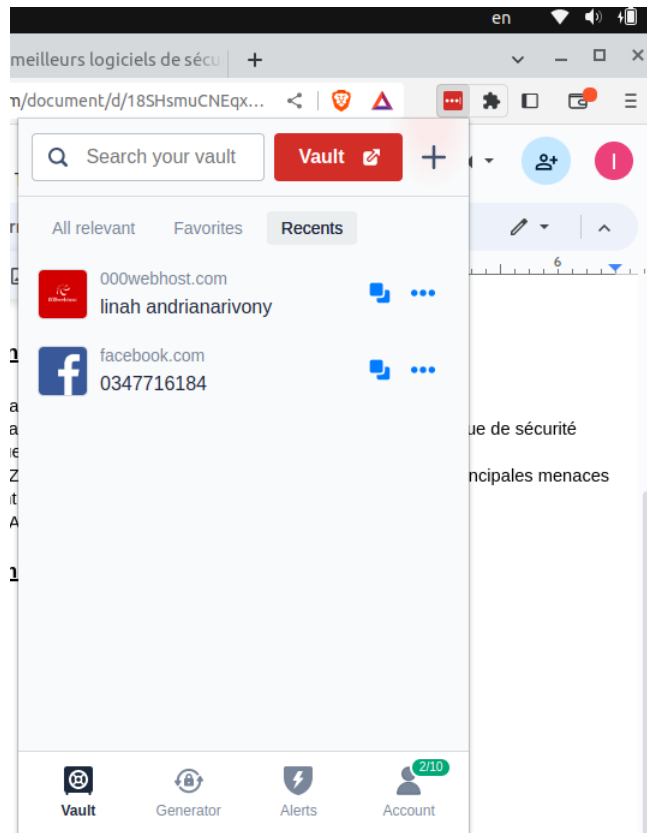 en
meilleurs logiciels de sécu
m/document/d/18SHsmuCNEqx...
Search your vault
Vault
All relevant
Favorites
Recents
6
000webhost.com
linah andrianarivony
facebook.com
0347716184
ue de sécurité
ncipales menaces
Vault
Generator
Alerts
2/10
Account
I